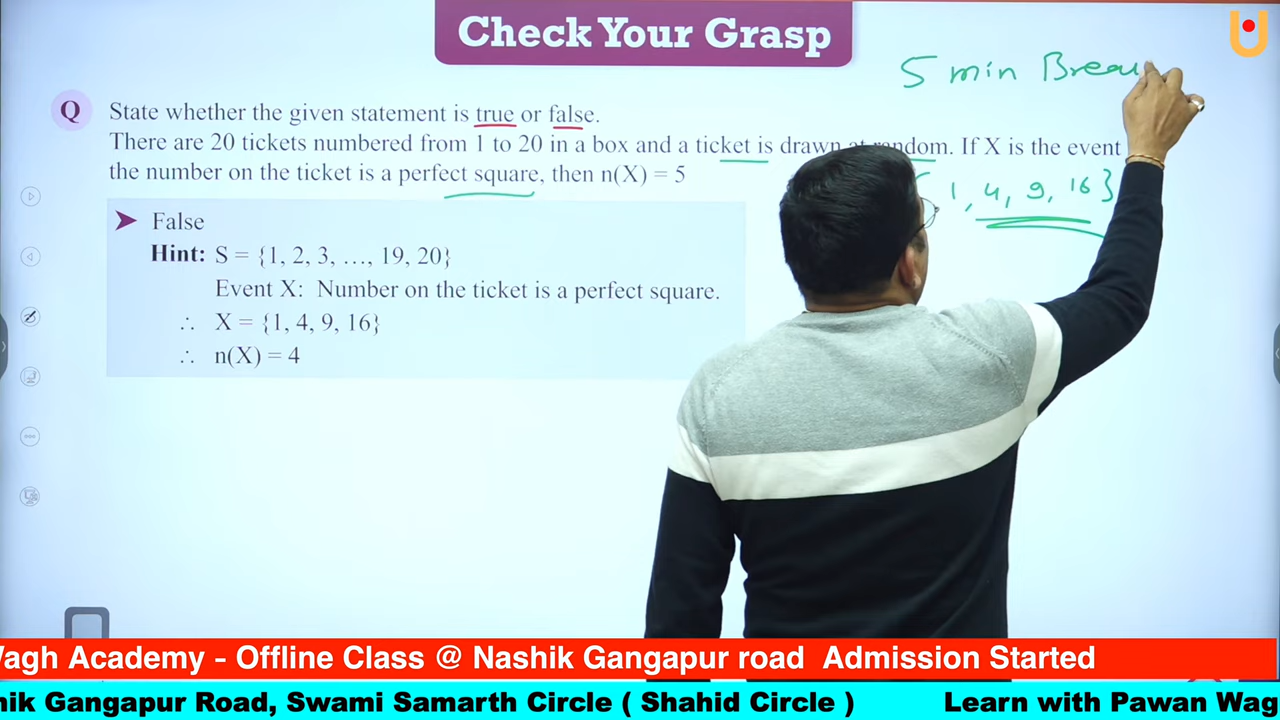 Check Your Grasp
5 min Brea
Q State whether the given statement is true or false.
There are 20 tickets numbered from 1 to 20 in a box and a ticket is drawn at random. If X is the event
the number on the ticket is a perfect square, then n(X) = 5
1, 4, 9, 16}
➤ False
Hint: S = {1, 2, 3, …, 19, 20}
Event X: Number on the ticket is a perfect square.
∴ X = {1, 4, 9, 16}
∴ n(X) = 4
Vagh Academy - Offline Class @ Nashik Gangapur road Admission Started
hik Gangapur Road, Swami Samarth Circle ( Shahid Circle ) Learn with Pawan Wag